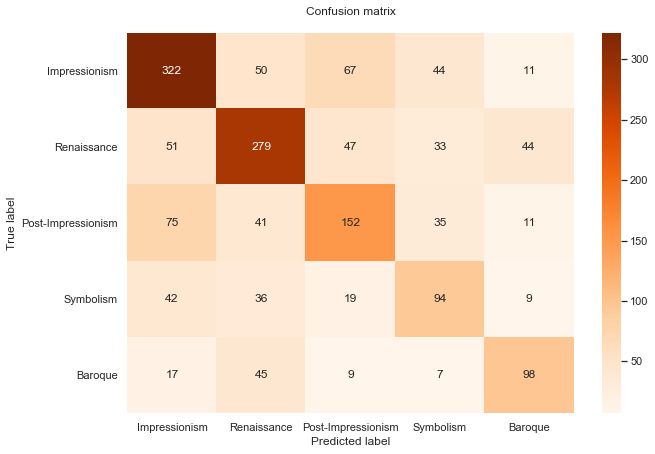 Confusion matrix
Impressionism 322 50 67 44 11
Renaissance 51 279 47 33 44
Post-Impressionism 75 41 152 35 11
Symbolism 42 36 19 94 9
Baroque 17 45 9 7 98
Impressionism Renaissance Post-Impressionism Symbolism Baroque
Predicted label
True label
300
250
200
150
100
50